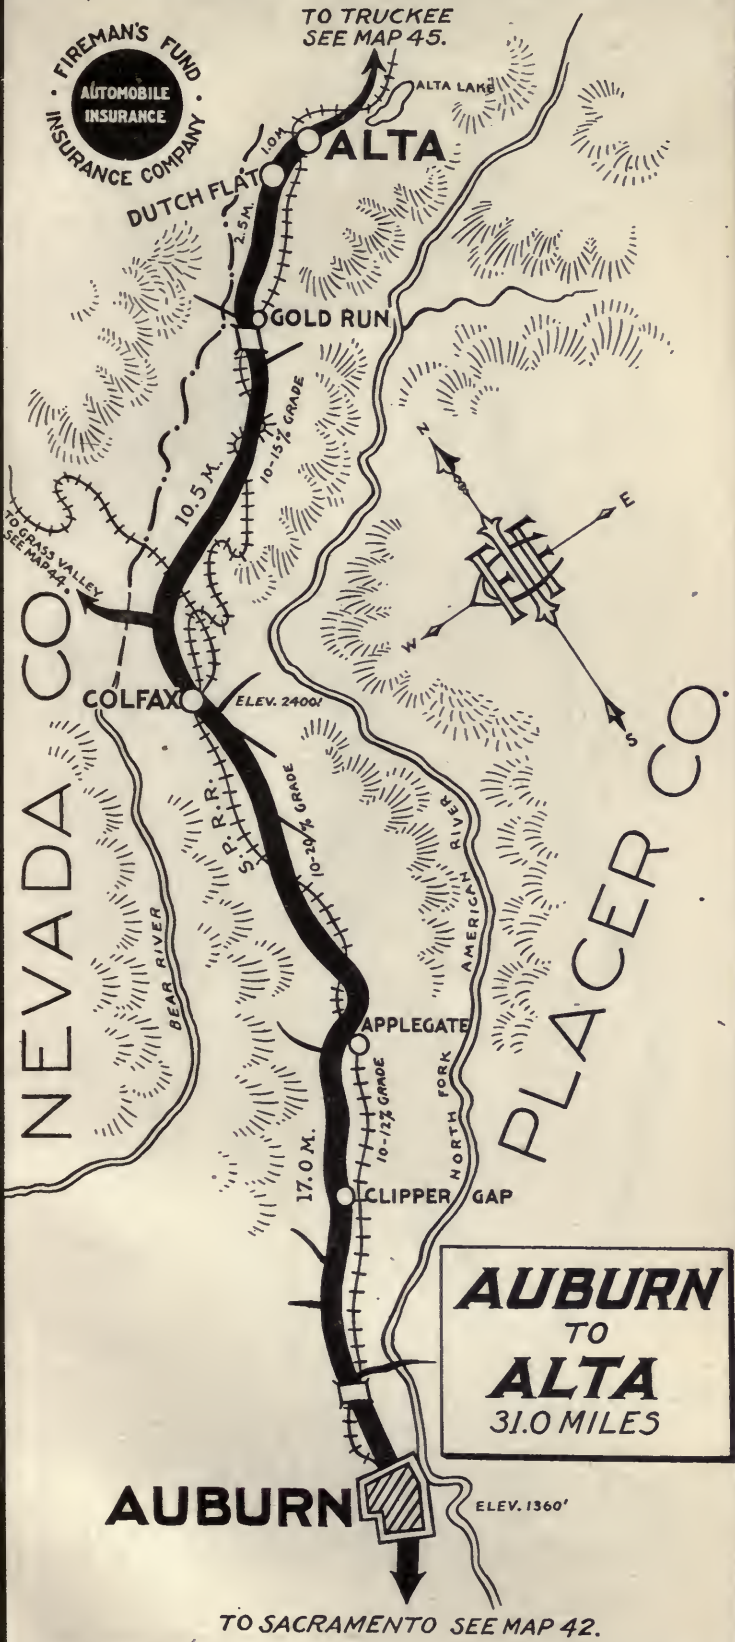 TO TRUCKEE
SEE MAP 45.
FIREMAN'S FUND
INSURANCE COMPANY
AUTOMOBILE
INSURANCE
ALTA LAKE
1.0 M.
ALTA
DUTCH FLAT
2.5 M.
GOLD RUN
10-15% GRADE
10.5 M.
N
E
W
S
TO GRASS VALLEY
SEE MAP 44.
COLFAX
ELEV. 2400'
NEVADA CO.
PLACER CO.
S. P. R. R.
10-20% GRADE
BEAR RIVER
NORTH FORK AMERICAN RIVER
APPLEGATE
10-12% GRADE
17.0 M.
CLIPPER GAP
AUBURN
TO
ALTA
31.0 MILES
AUBURN
ELEV. 1360'
TO SACRAMENTO SEE MAP 42.